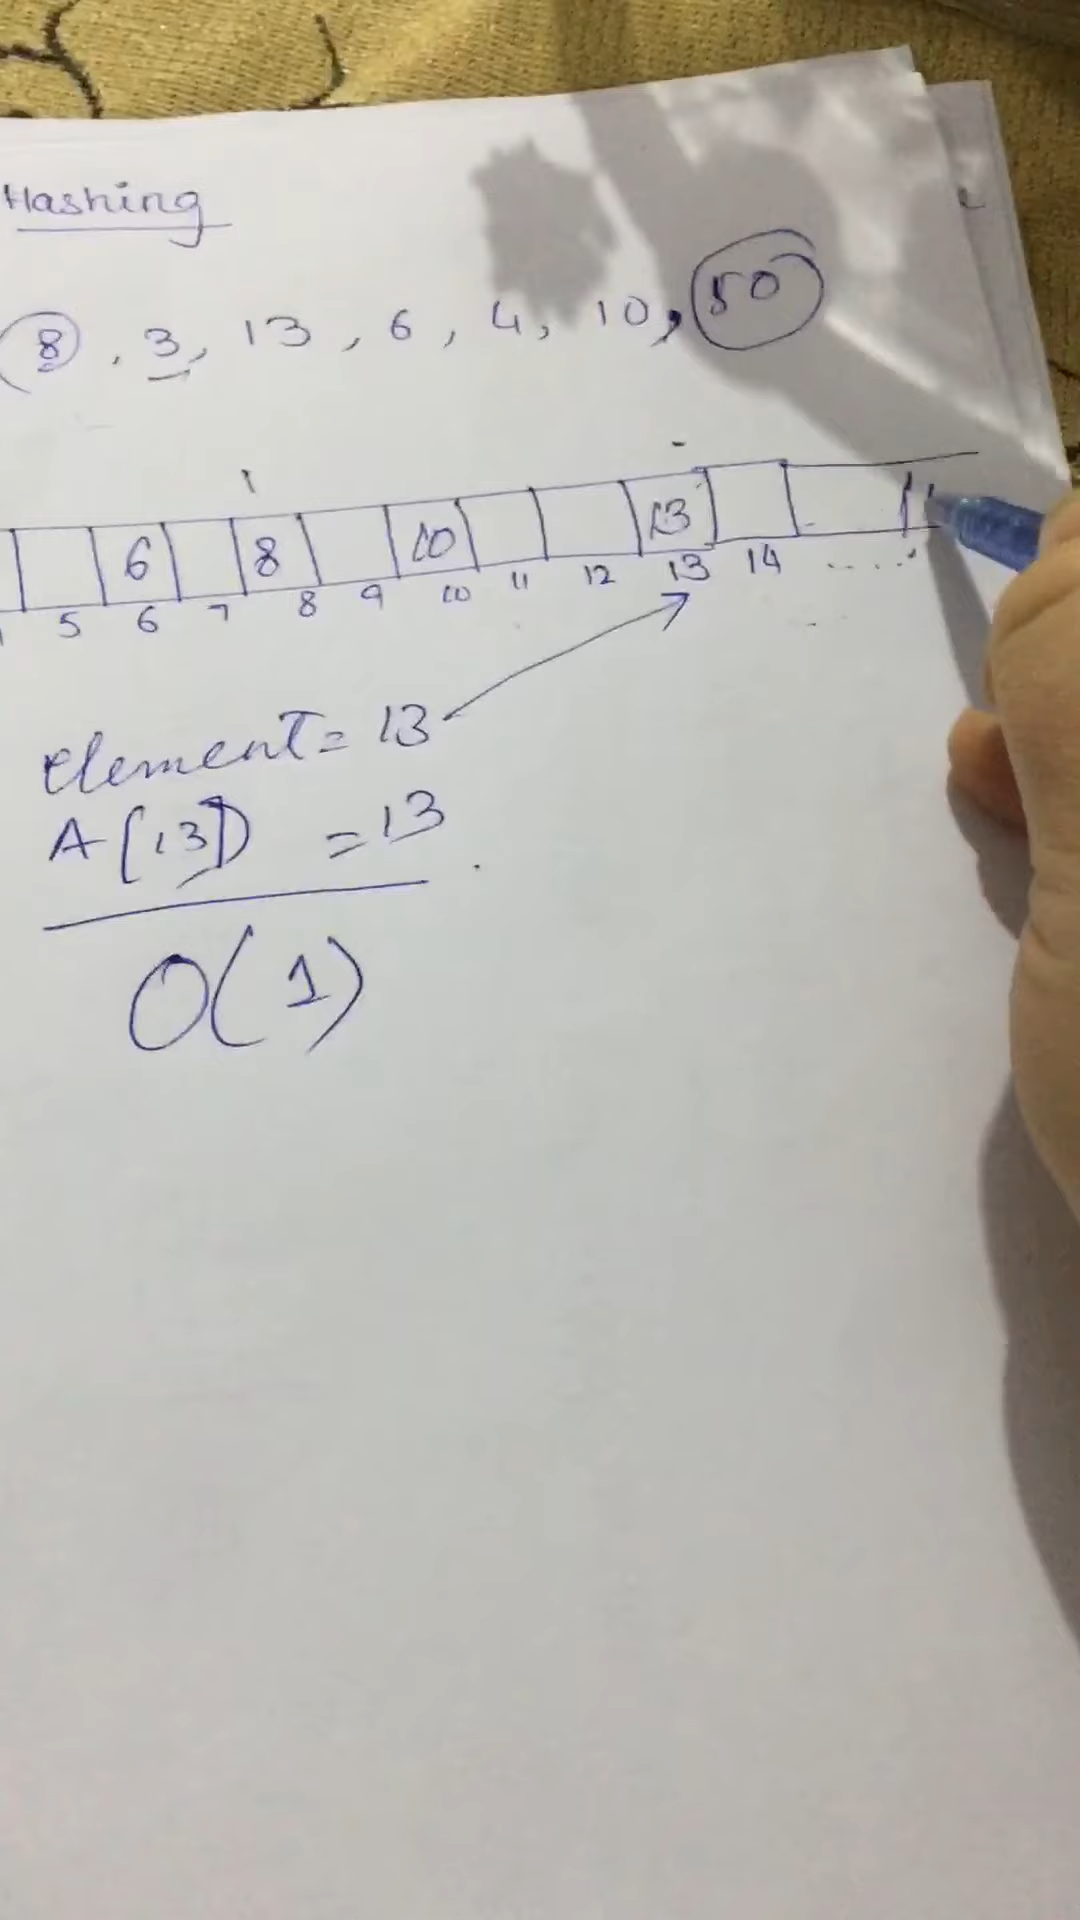 Hashing
8, 3, 13, 6, 4, 10, 50
6 8 10 13
5 6 7 8 9 10 11 12 13 14 .....
Element = 13
A[13] = 13
O(1)